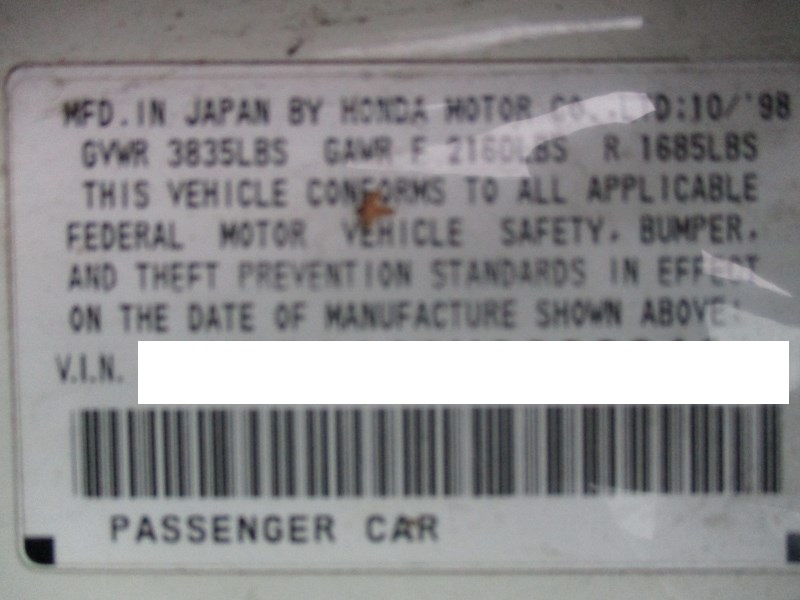 MFD.IN JAPAN BY HONDA MOTOR CO.,LTD:10/'98
GVWR 3835LBS GAWR F 2160LBS R 1685LBS
THIS VEHICLE CONFORMS TO ALL APPLICABLE
FEDERAL MOTOR VEHICLE SAFETY, BUMPER,
AND THEFT PREVENTION STANDARDS IN EFFECT
ON THE DATE OF MANUFACTURE SHOWN ABOVE:
V.I.N.
PASSENGER CAR